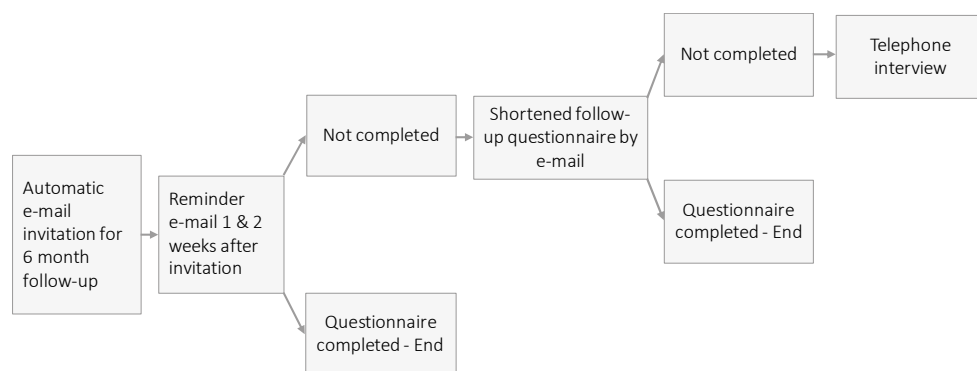 Automatic
e-mail
invitation for
6 month
follow-up
Reminder
e-mail 1 & 2
weeks after
invitation
Not completed
Questionnaire
completed - End
Shortened follow-
up questionnaire by
e-mail
Not completed
Questionnaire
completed - End
Telephone
interview